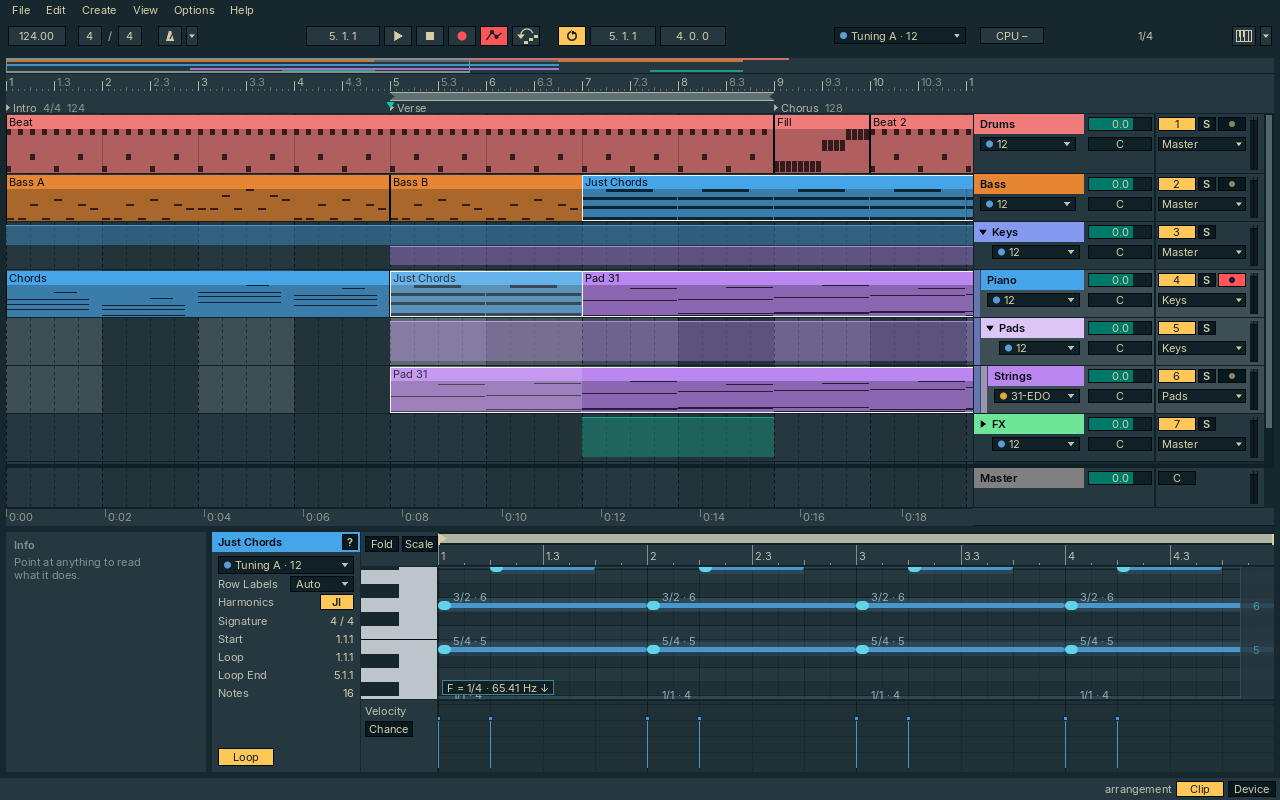 File Edit Create View Options Help
124.00 4 / 4 5. 1. 1 5. 1. 1 4. 0. 0 Tuning A · 12 CPU – 1/4
1 1.3 2 2.3 3 3.3 4 4.3 5 5.3 6 6.3 7 7.3 8 8.3 9 9.3 10 10.3 1
Intro 4/4 124 Verse Chorus 128
Beat Fill Beat 2 Drums 0.0 1 S
12 C Master
Bass A Bass B Just Chords Bass 0.0 2 S
12 C Master
Keys 0.0 3 S
12 C Master
Chords Just Chords Pad 31 Piano 0.0 4 S
12 C Keys
Pads 0.0 5 S
12 C Keys
Pad 31 Strings 0.0 6 S
31-EDO C Pads
FX 0.0 7 S
12 C Master
Master 0.0 C
0:00 0:02 0:04 0:06 0:08 0:10 0:12 0:14 0:16 0:18
Info
Point at anything to read
what it does.
Just Chords ?
Tuning A · 12
Row Labels Auto
Harmonics JI
Signature 4 / 4
Start 1.1.1
Loop 1.1.1
Loop End 5.1.1
Notes 16
Loop
Fold Scale
1 1.3 2 2.3 3 3.3 4 4.3
3/2 · 6 3/2 · 6 3/2 · 6 3/2 · 6 6
5/4 · 5 5/4 · 5 5/4 · 5 5/4 · 5 5
F = 1/4 · 65.41 Hz ↓
1/1 · 4 1/1 · 4 1/1 · 4 1/1 · 4
Velocity
Chance
arrangement Clip Device